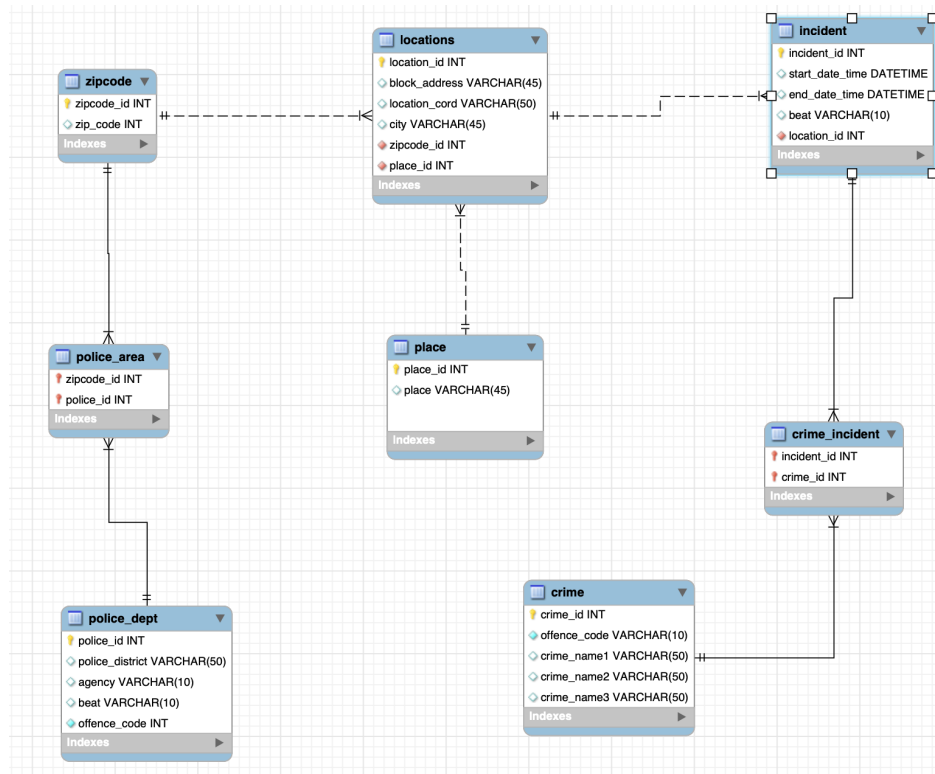 zipcode
zipcode_id INT
zip_code INT
Indexes
locations
location_id INT
block_address VARCHAR(45)
location_cord VARCHAR(50)
city VARCHAR(45)
zipcode_id INT
place_id INT
Indexes
incident
incident_id INT
start_date_time DATETIME
end_date_time DATETIME
beat VARCHAR(10)
location_id INT
Indexes
police_area
zipcode_id INT
police_id INT
Indexes
place
place_id INT
place VARCHAR(45)
Indexes
crime_incident
incident_id INT
crime_id INT
Indexes
police_dept
police_id INT
police_district VARCHAR(50)
agency VARCHAR(10)
beat VARCHAR(10)
offence_code INT
Indexes
crime
crime_id INT
offence_code VARCHAR(10)
crime_name1 VARCHAR(50)
crime_name2 VARCHAR(50)
crime_name3 VARCHAR(50)
Indexes